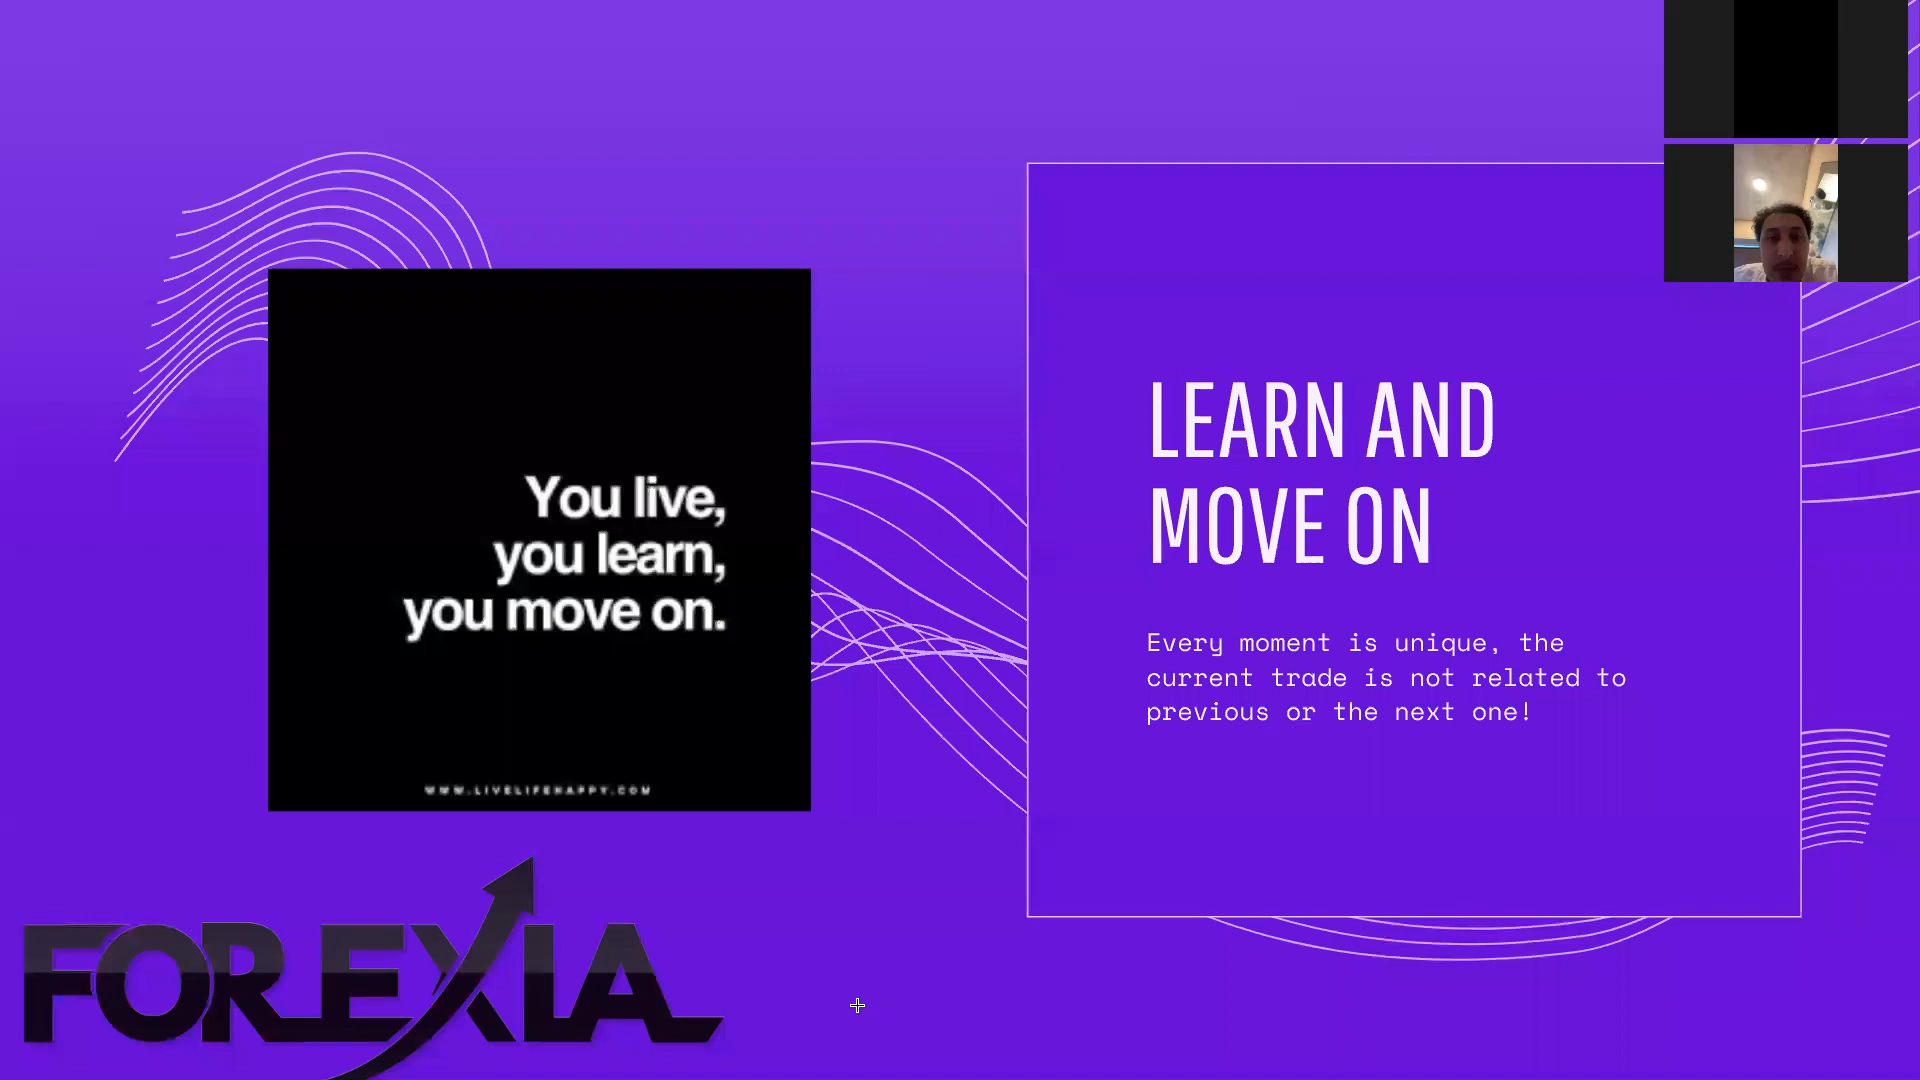 You live,
you learn,
you move on.
WWW.LIVELIFEHAPPY.COM
LEARN AND
MOVE ON
Every moment is unique, the
current trade is not related to
previous or the next one!
FOREXIA